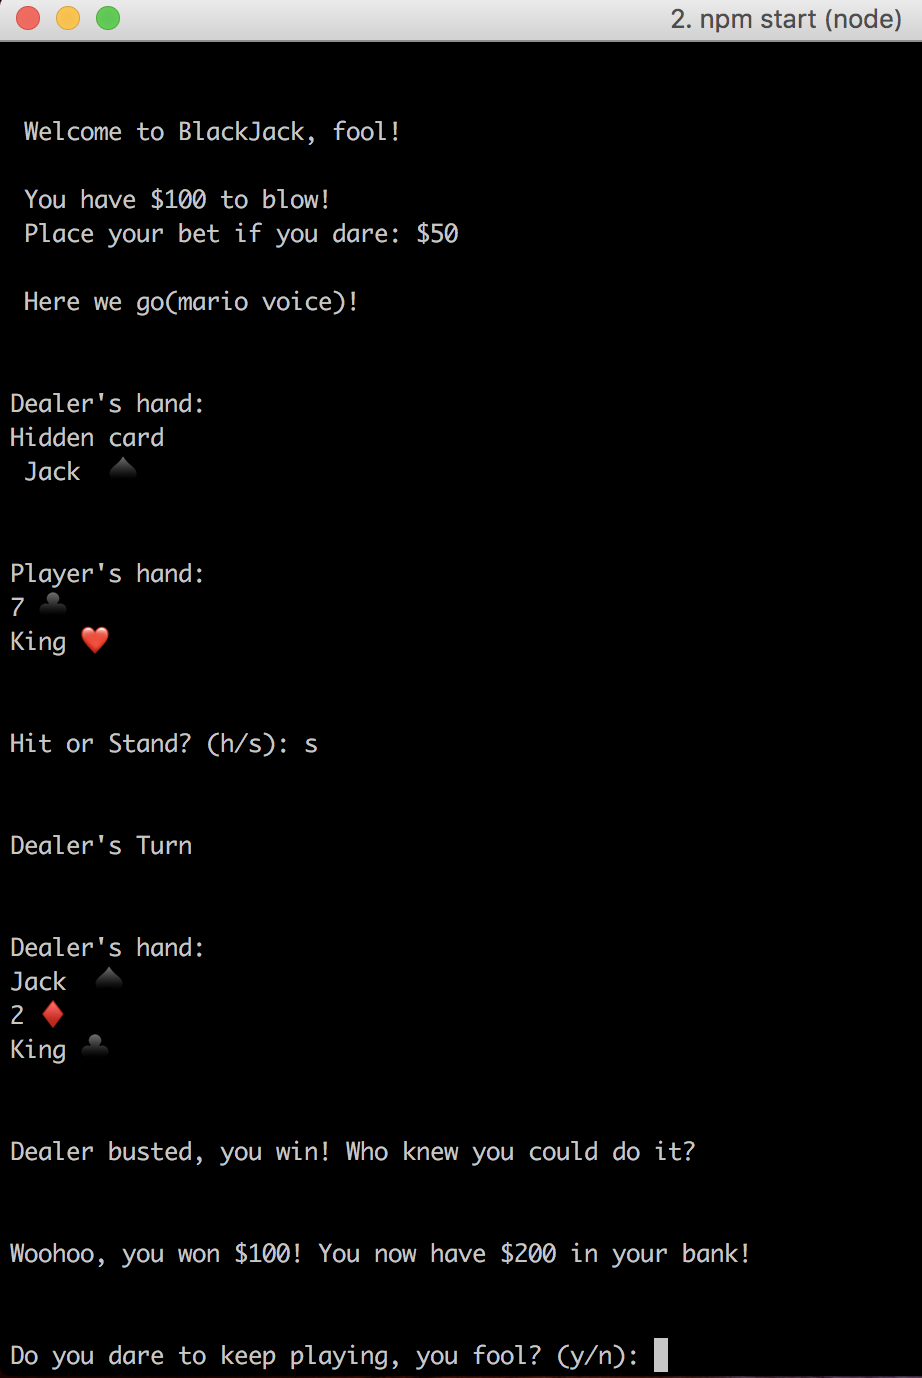 2. npm start (node)
Welcome to BlackJack, fool!
You have $100 to blow!
Place your bet if you dare: $50
Here we go(mario voice)!
Dealer's hand:
Hidden card
Jack ♠
Player's hand:
7 ♣
King ♥
Hit or Stand? (h/s): s
Dealer's Turn
Dealer's hand:
Jack ♠
2 ♦
King ♣
Dealer busted, you win! Who knew you could do it?
Woohoo, you won $100! You now have $200 in your bank!
Do you dare to keep playing, you fool? (y/n):